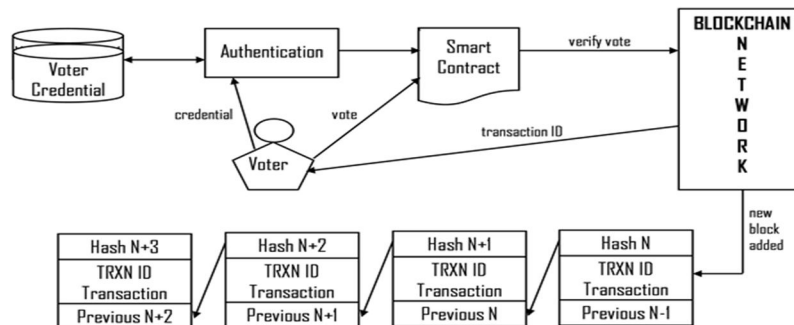 Voter
Credential
Authentication
Smart
Contract
verify vote
BLOCKCHAIN
N
E
T
W
O
R
K
credential
vote
transaction ID
Voter
new
block
added
Hash N+3
TRXN ID
Transaction
Previous N+2
Hash N+2
TRXN ID
Transaction
Previous N+1
Hash N+1
TRXN ID
Transaction
Previous N
Hash N
TRXN ID
Transaction
Previous N-1